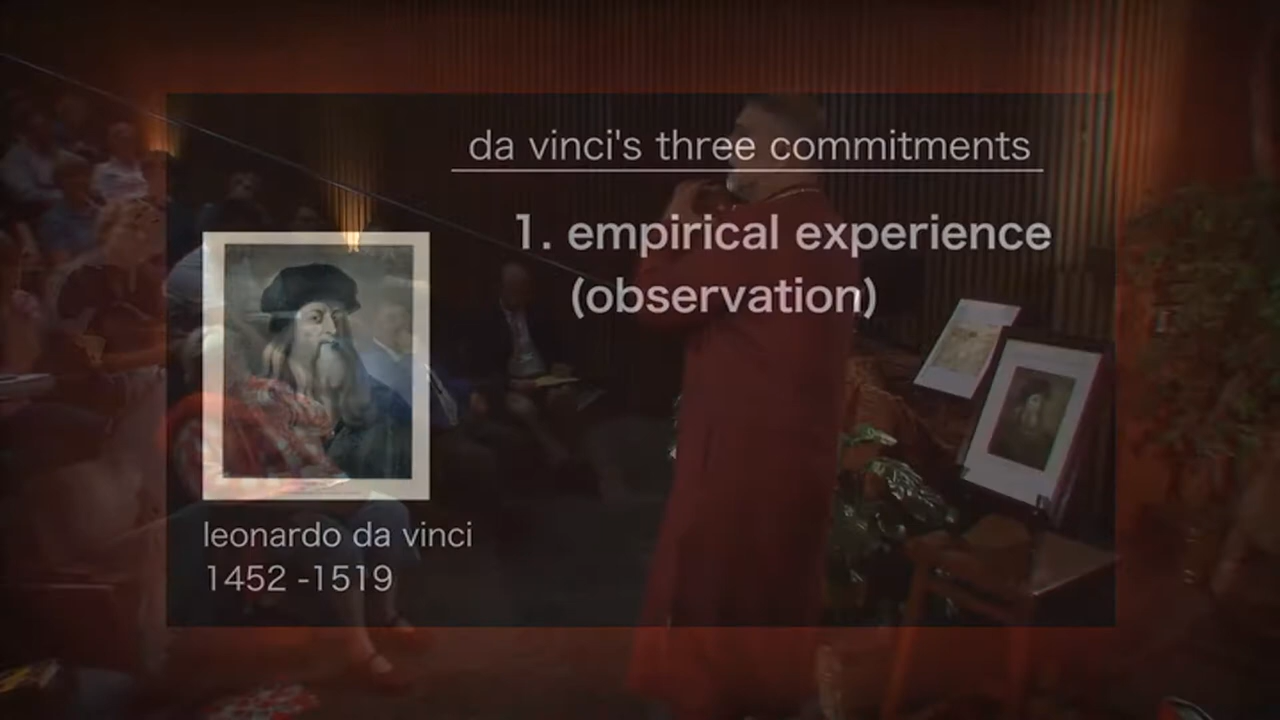 da vinci's three commitments
1. empirical experience
(observation)
leonardo da vinci
1452 -1519